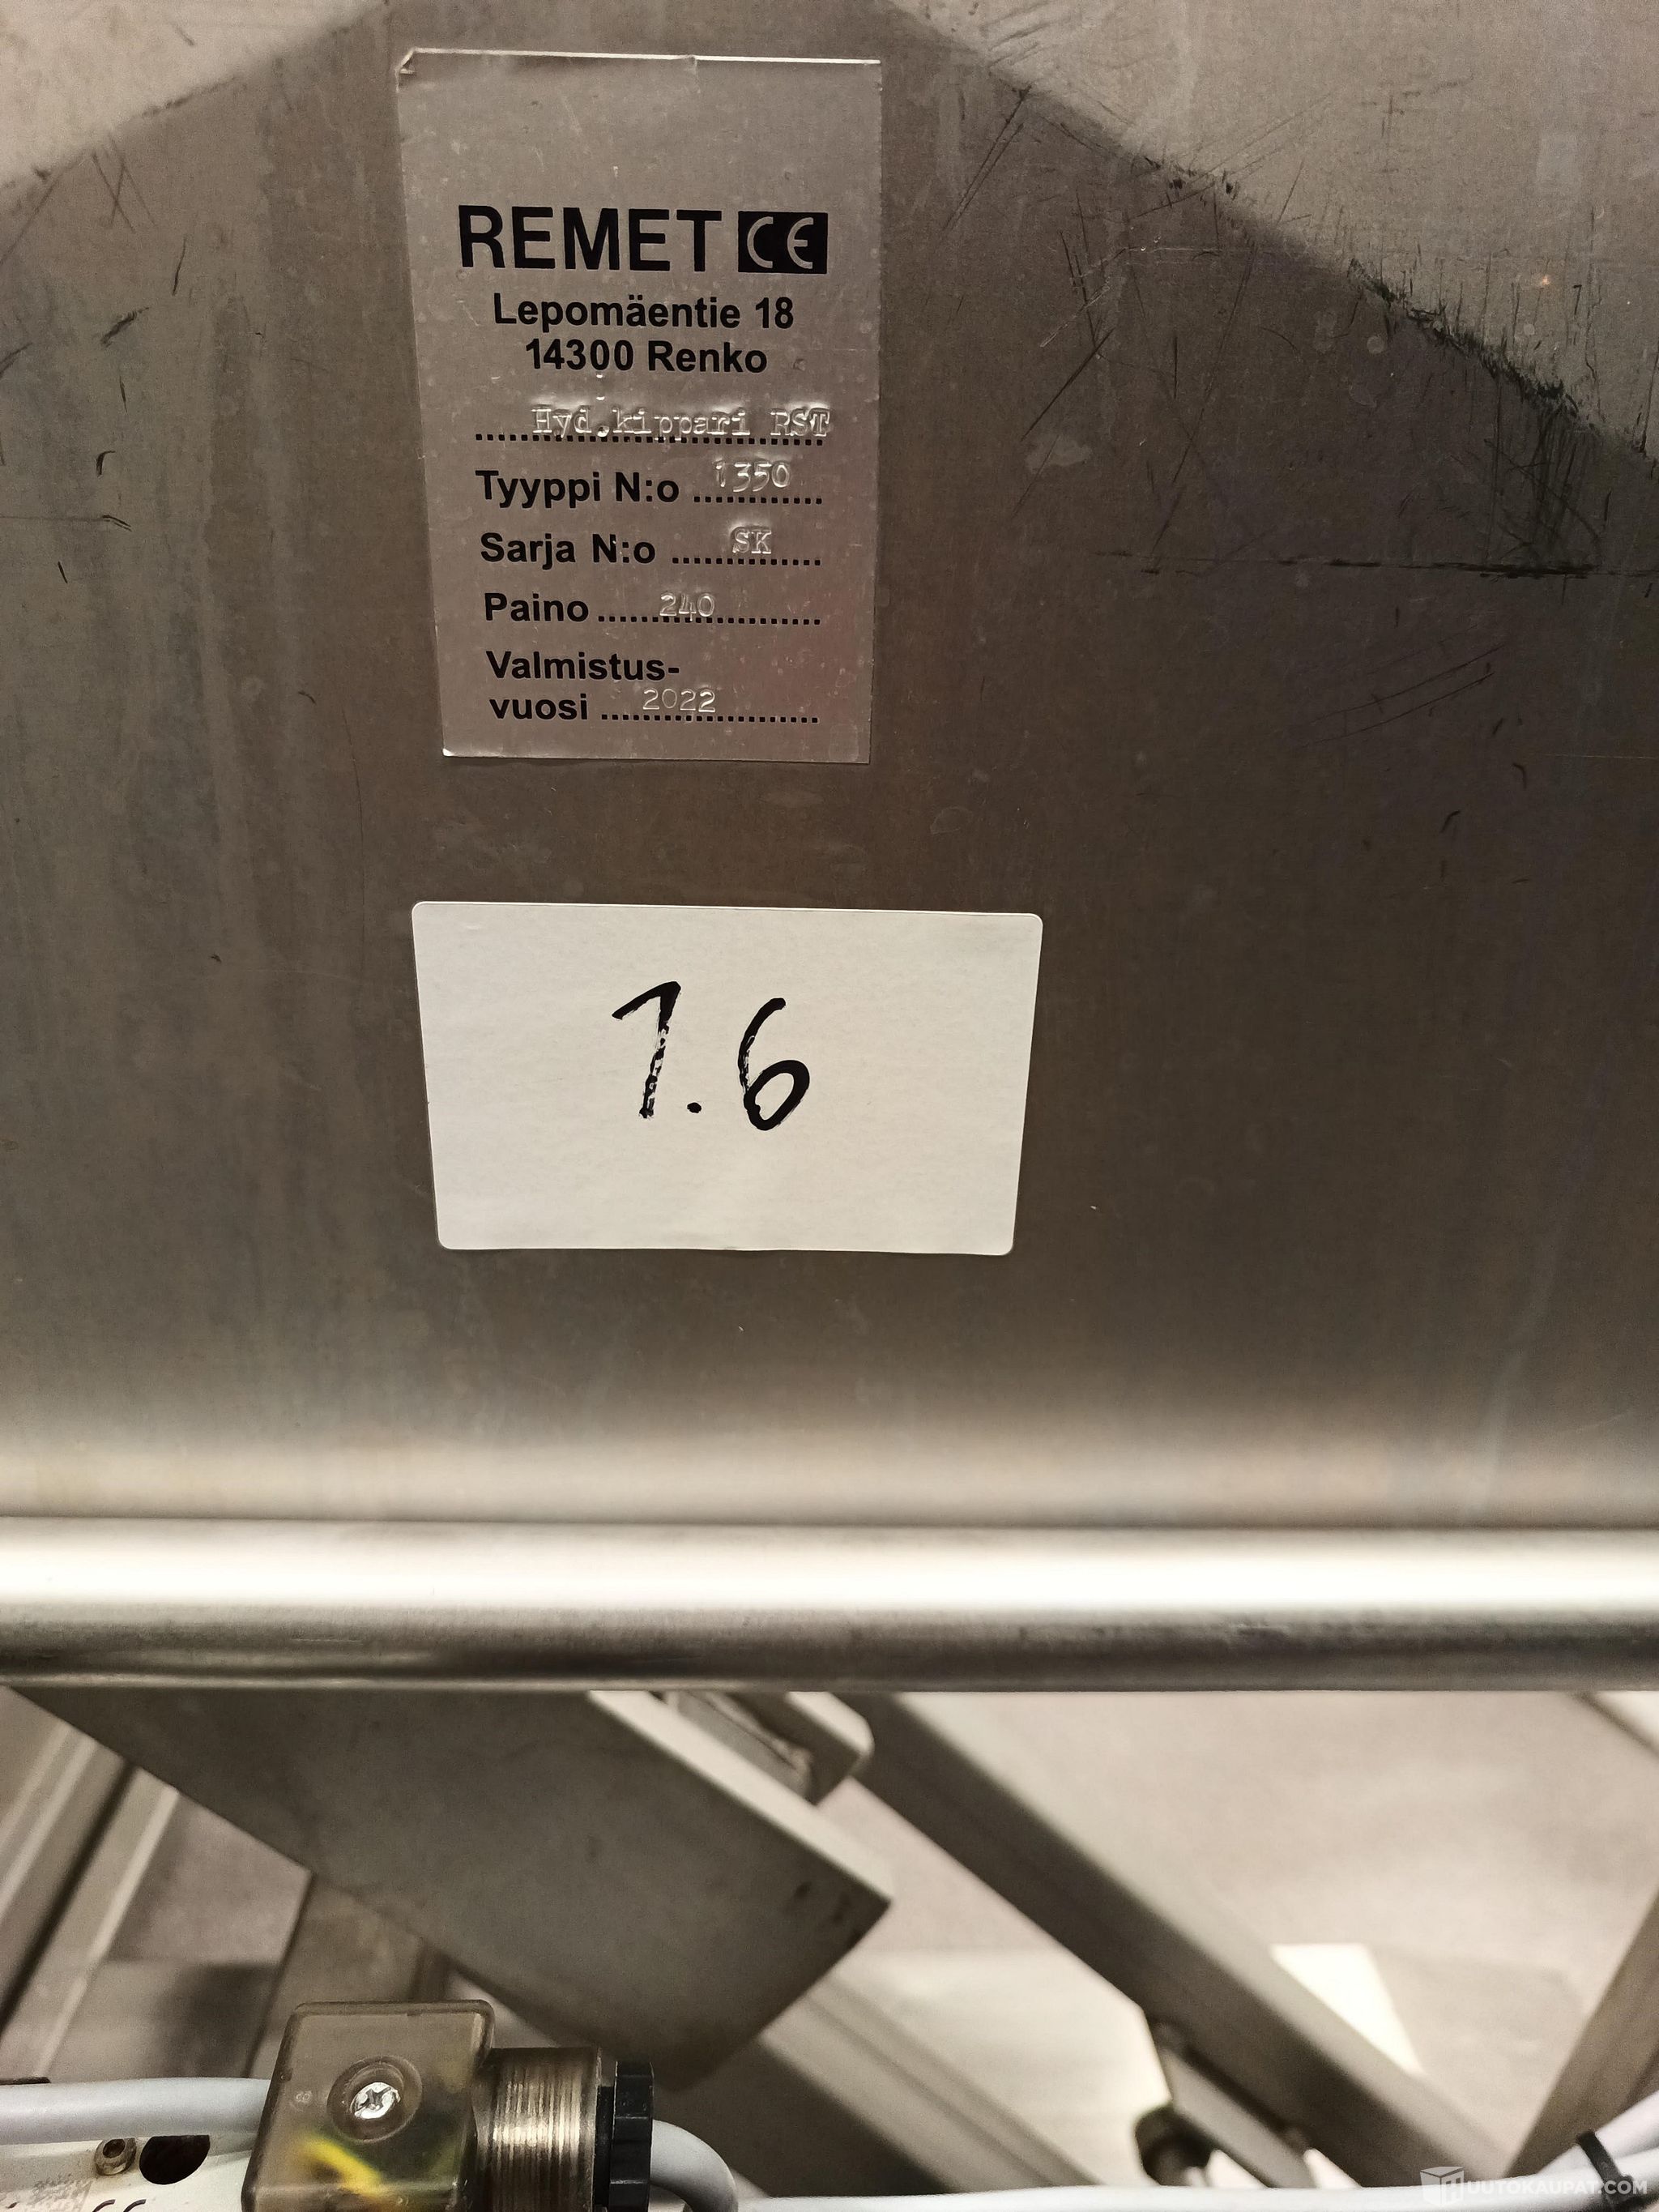 REMET CE
Lepomäentie 18
14300 Renko
Hyd.kippari RST
Tyyppi N:o 1350
Sarja N:o SK
Paino 240
Valmistus-
vuosi 2022
1.6
HUUTOKAUPAT.COM